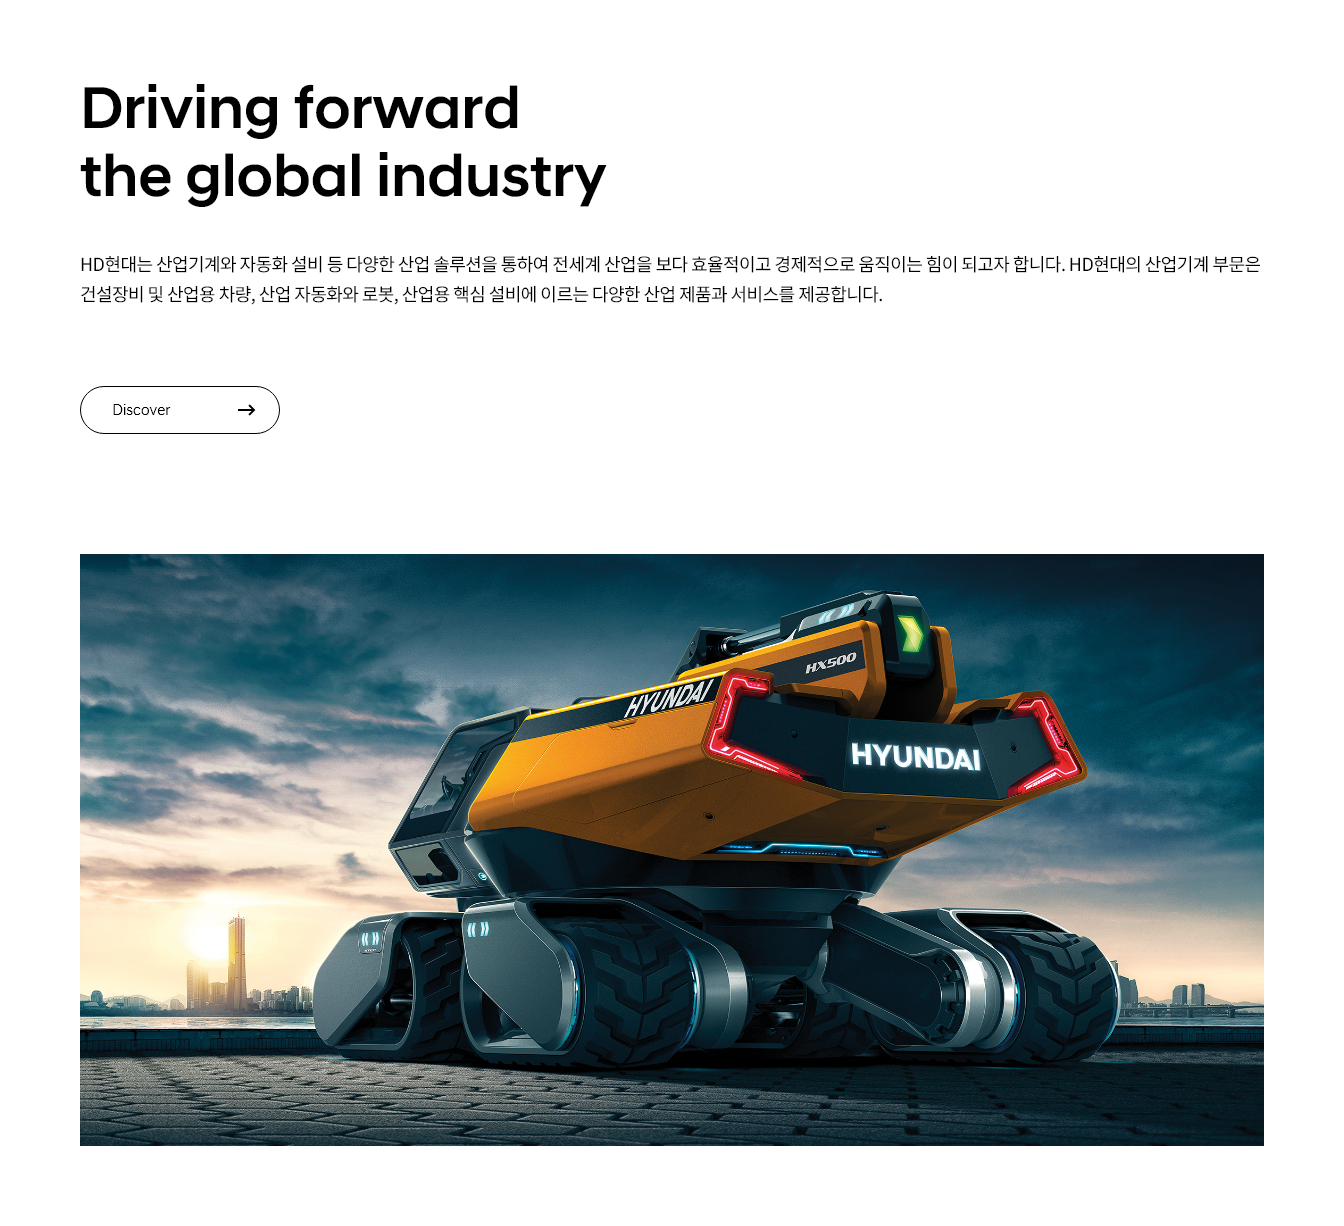 Driving forward
the global industry
HD현대는 산업기계와 자동화 설비 등 다양한 산업 솔루션을 통하여 전세계 산업을 보다 효율적이고 경제적으로 움직이는 힘이 되고자 합니다. HD현대의 산업기계 부문은
건설장비 및 산업용 차량, 산업 자동화와 로봇, 산업용 핵심 설비에 이르는 다양한 산업 제품과 서비스를 제공합니다.
Discover
HX500
HYUNDAI
HYUNDAI